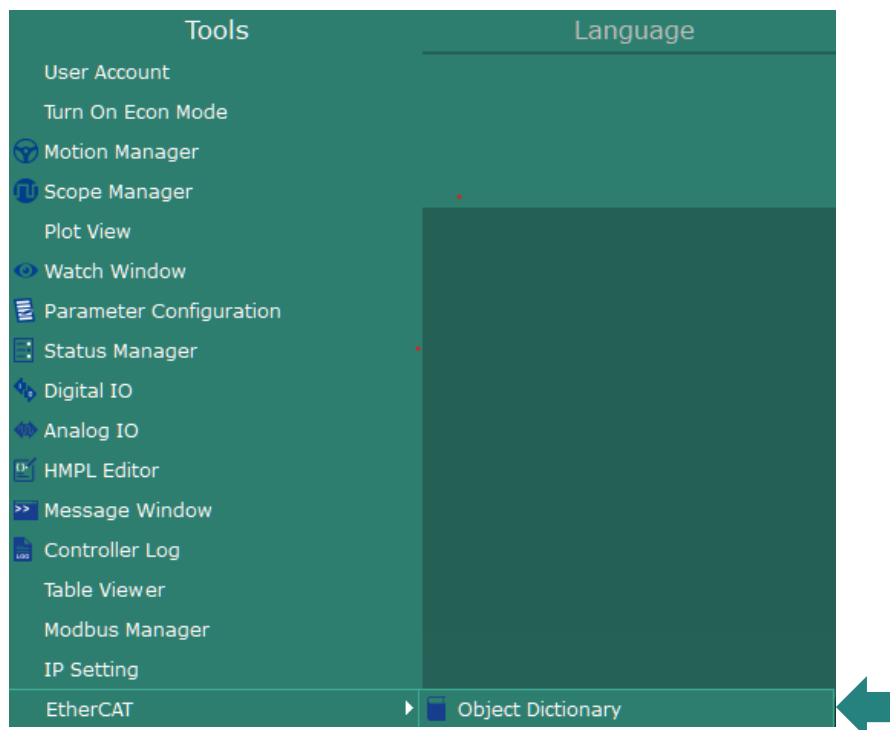 Tools
Language
User Account
Turn On Econ Mode
Motion Manager
Scope Manager
Plot View
Watch Window
Parameter Configuration
Status Manager
Digital IO
Analog IO
HMPL Editor
Message Window
LOG
Controller Log
Table Viewer
Modbus Manager
IP Setting
EtherCAT
Object Dictionary